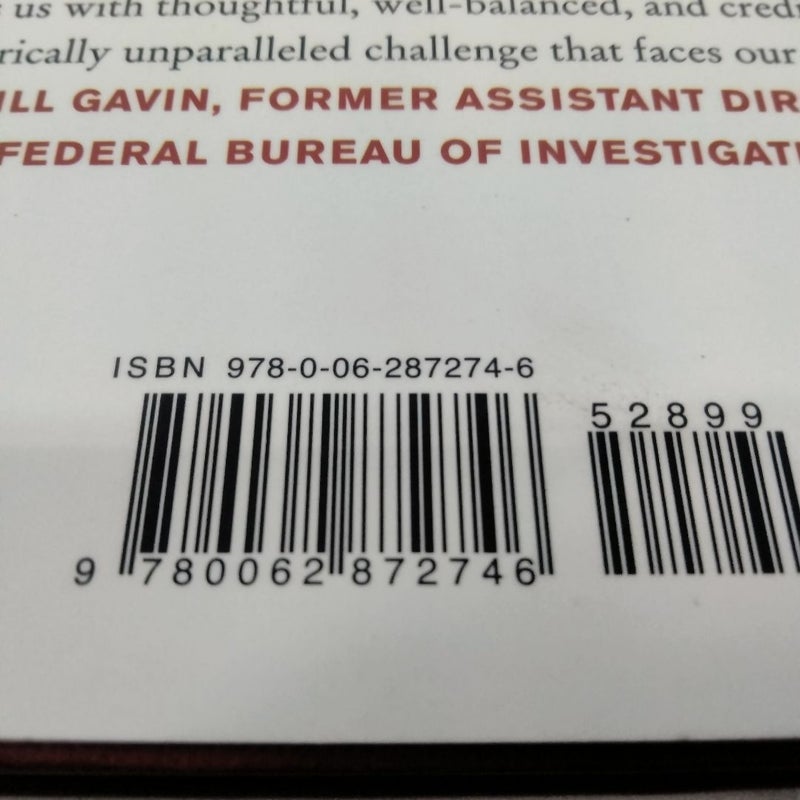 us with thoughtful, well-balanced, and cred
rically unparalleled challenge that faces our
ILL GAVIN, FORMER ASSISTANT DIR
FEDERAL BUREAU OF INVESTIGATI
ISBN 978-0-06-287274-6
52899
9 780062 872746